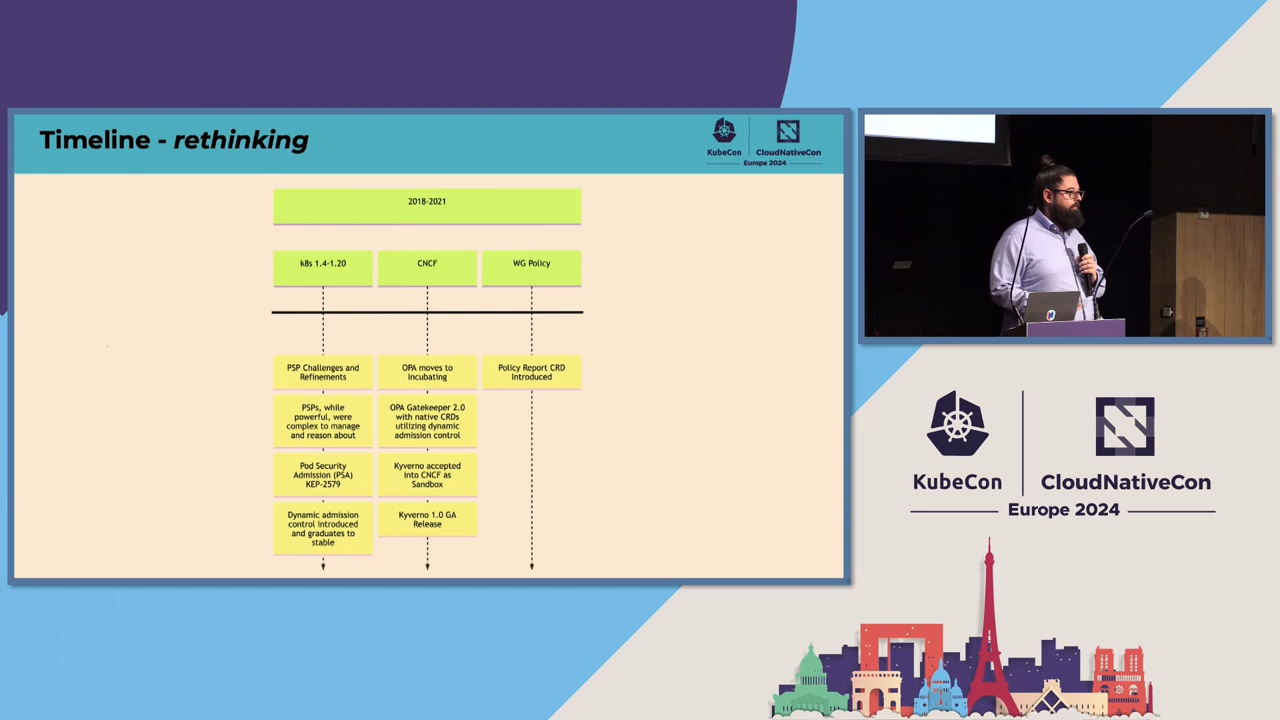 Timeline - rethinking
KubeCon
CloudNativeCon
Europe 2024
2018-2021
k8s 1.4-1.20
CNCF
WG Policy
PSP Challenges and
Refinements
PSPs, while
powerful, were
complex to manage
and reason about
Pod Security
Admission (PSA)
KEP-2579
Dynamic admission
control introduced
and graduates to
stable
OPA moves to
Incubating
OPA Gatekeeper 2.0
with native CRDs
utilizing dynamic
admission control
Kyverno accepted
into CNCF as
Sandbox
Kyverno 1.0 GA
Release
Policy Report CRD
Introduced
KubeCon
CloudNativeCon
Europe 2024